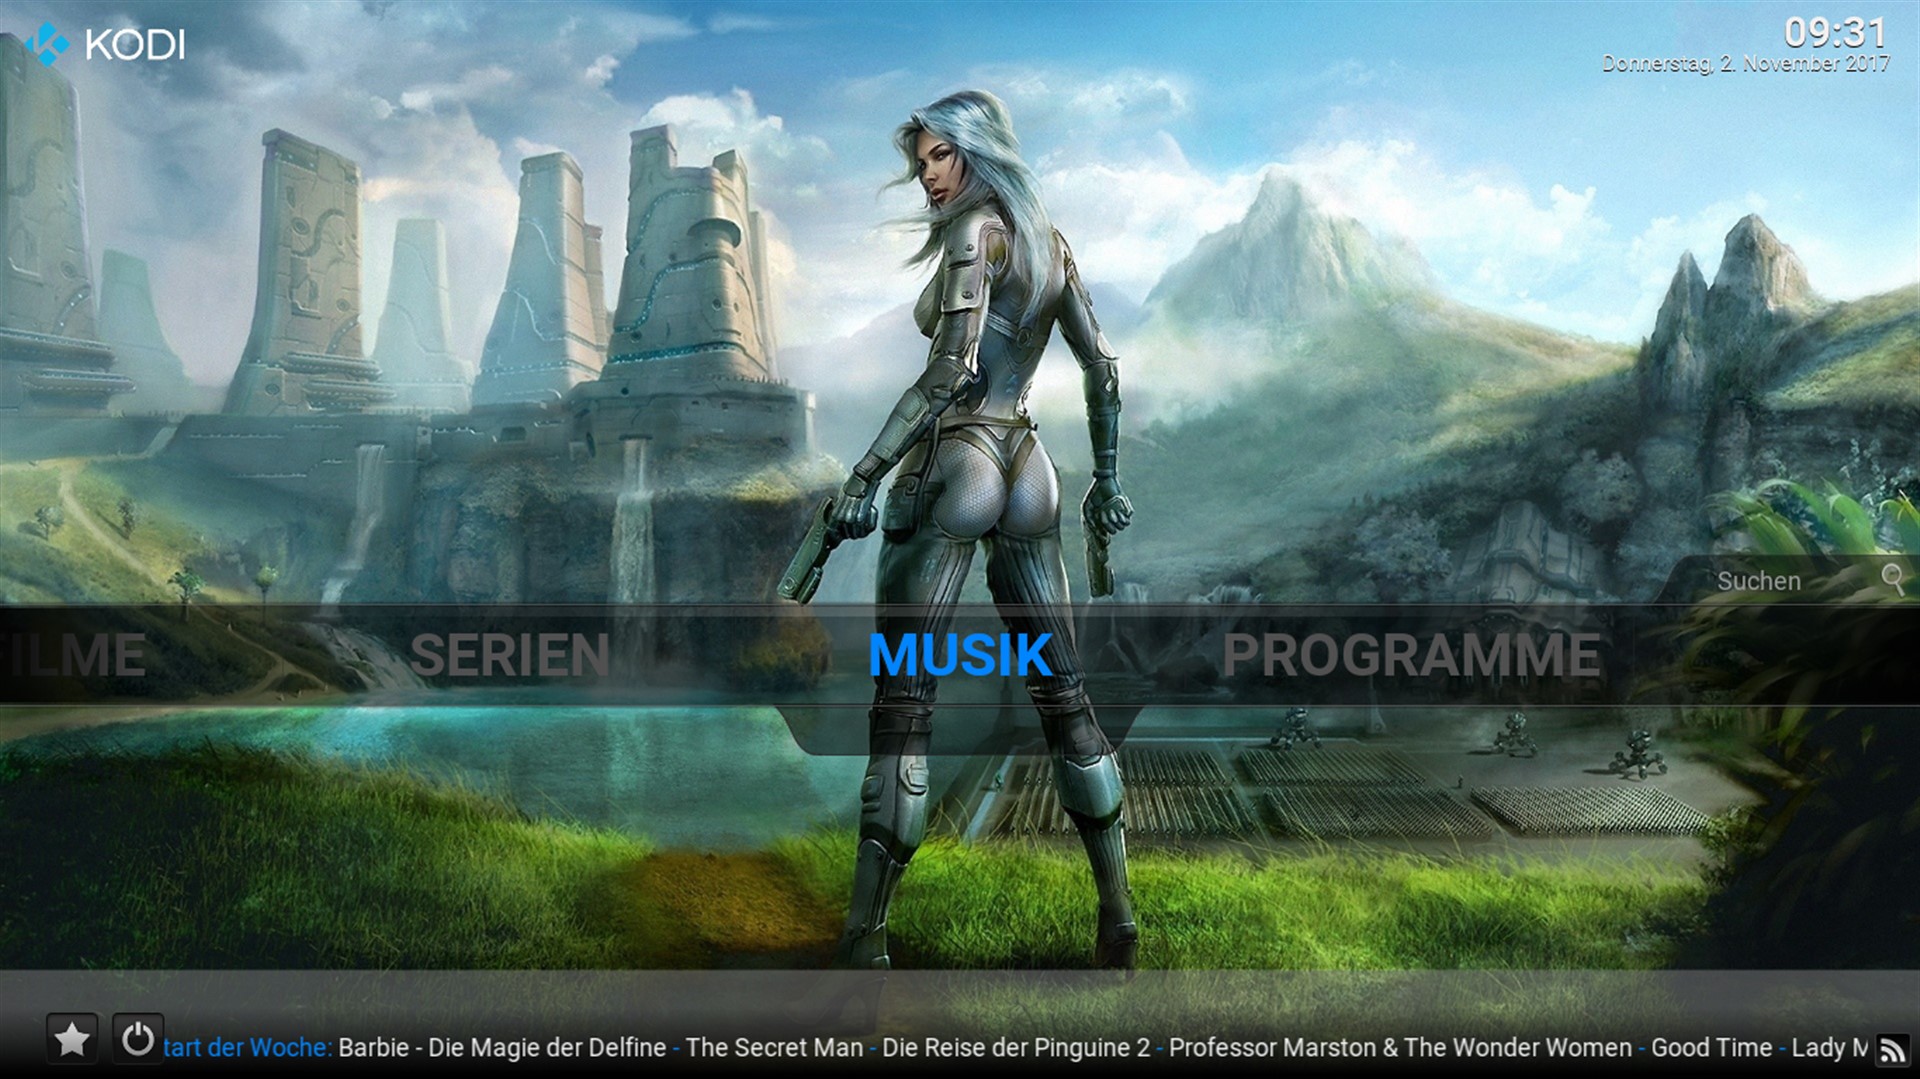 KODI
09:31
Donnerstag, 2. November 2017
Suchen
SERIEN MUSIK PROGRAMME
tart der Woche: Barbie - Die Magie der Delfine - The Secret Man - Die Reise der Pinguine 2 - Professor Marston & The Wonder Women - Good Time - Lady